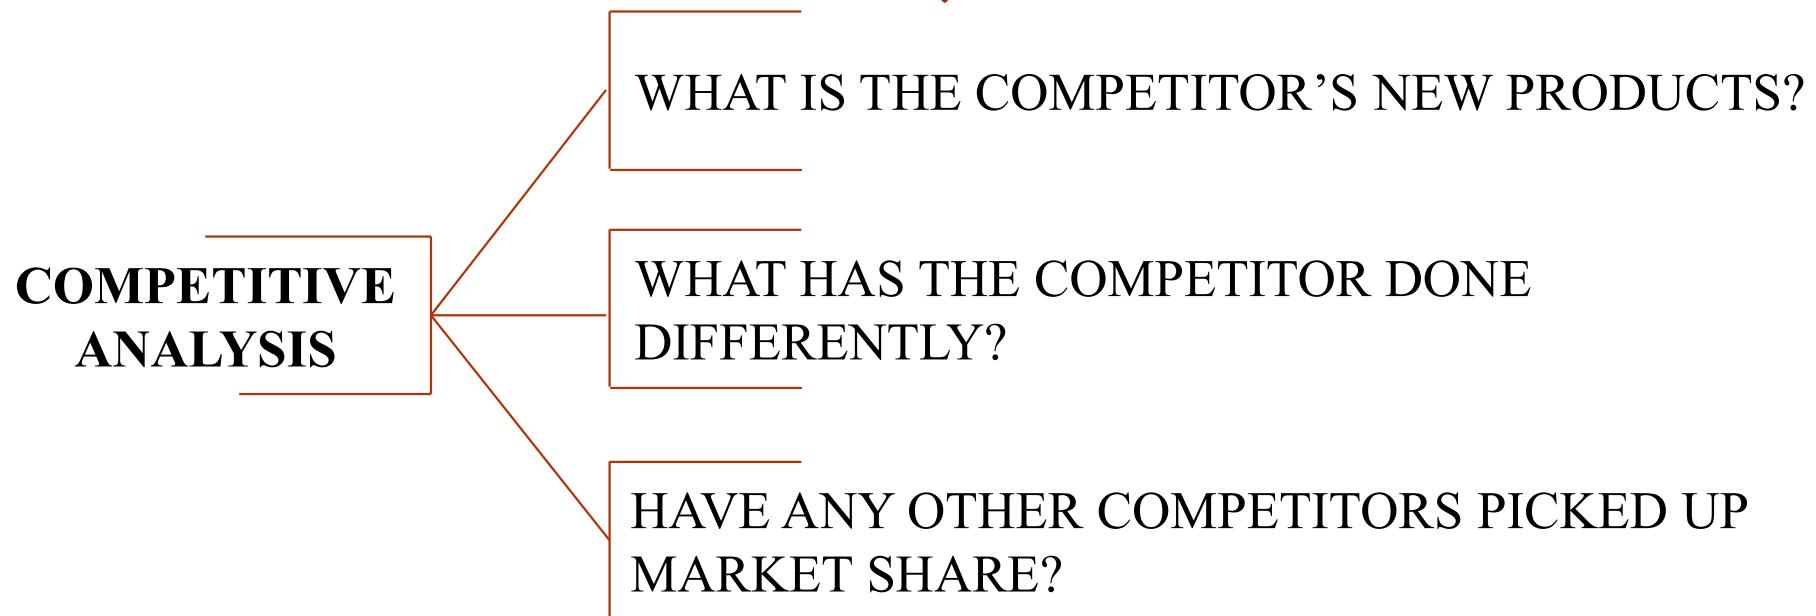 WHAT IS THE COMPETITOR’S NEW PRODUCTS?
COMPETITIVE
ANALYSIS
WHAT HAS THE COMPETITOR DONE
DIFFERENTLY?
HAVE ANY OTHER COMPETITORS PICKED UP
MARKET SHARE?